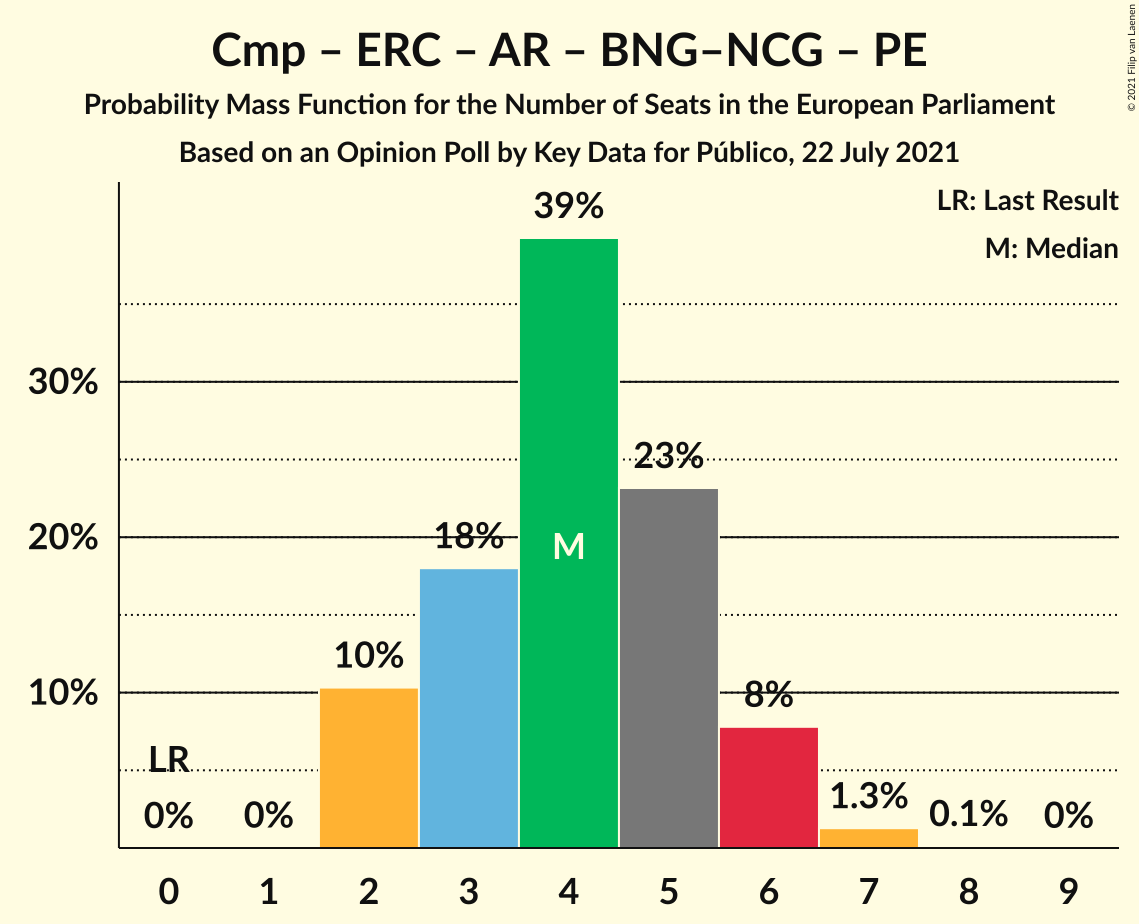 Cmp – ERC – AR – BNG–NCG – PE
Probability Mass Function for the Number of Seats in the European Parliament
Based on an Opinion Poll by Key Data for Público, 22 July 2021
© 2021 Filip van Laenen
LR: Last Result
M: Median
39%
30%
23%
20%
18%
M
10%
10%
8%
LR
0%
0%
1.3%
0.1%
0%
0 1 2 3 4 5 6 7 8 9